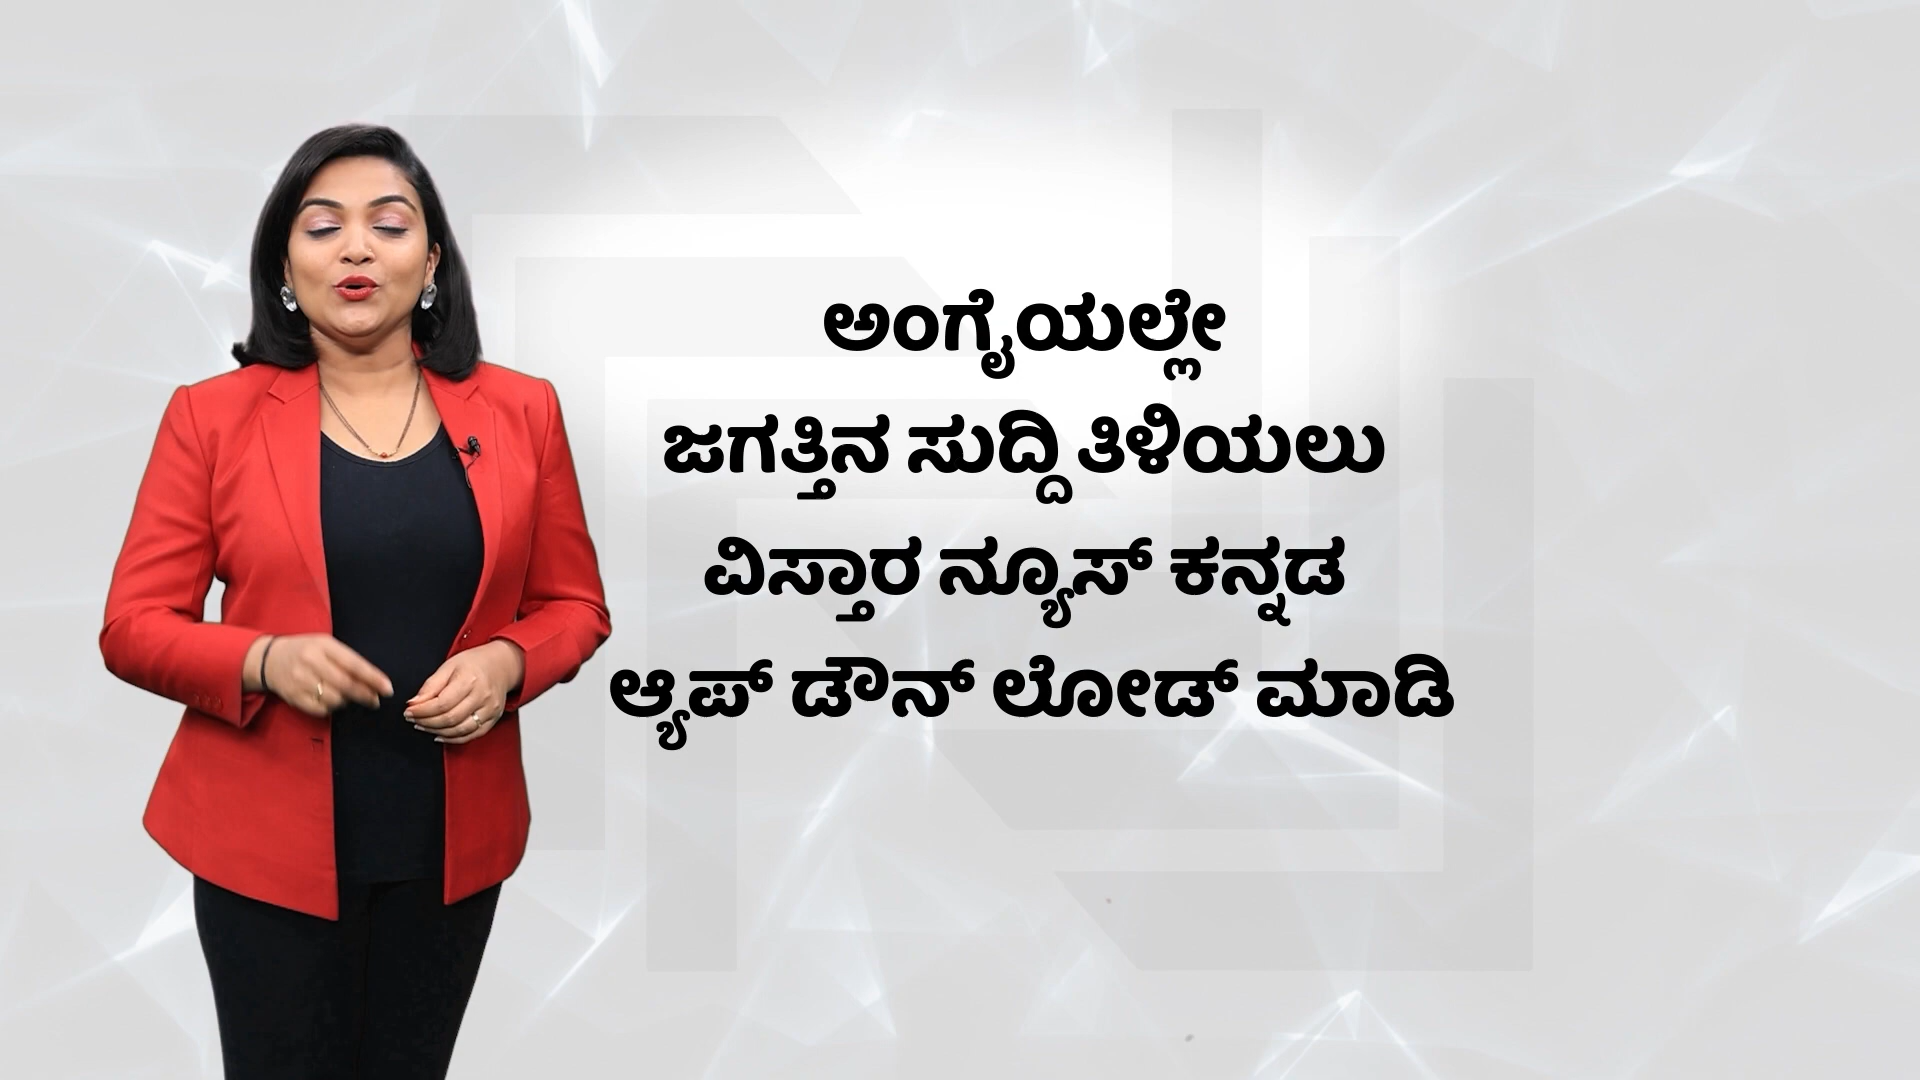 ಅಂಗೈಯಲ್ಲೇ
ಜಗತ್ತಿನ ಸುದ್ದಿ ತಿಳಿಯಲು
ವಿಸ್ತಾರ ನ್ಯೂಸ್ ಕನ್ನಡ
ಆ್ಯಪ್ ಡೌನ್ ಲೋಡ್ ಮಾಡಿ